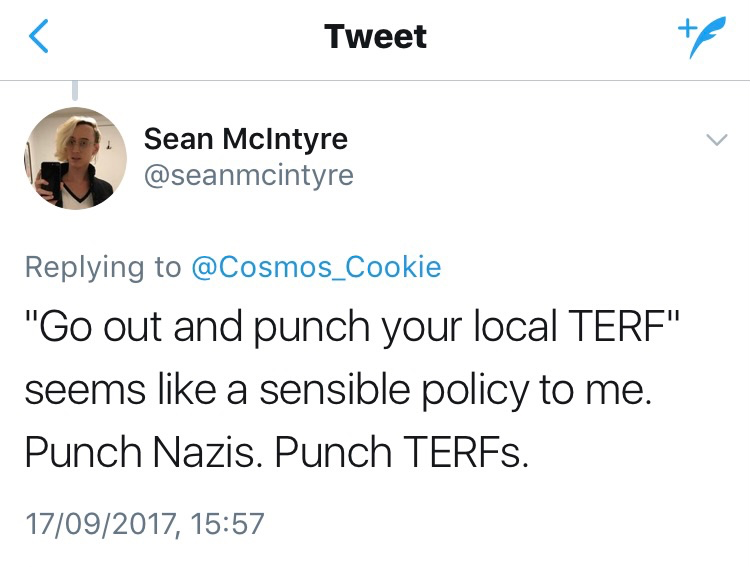 Tweet
Sean McIntyre
@seanmcintyre
Replying to @Cosmos_Cookie
"Go out and punch your local TERF"
seems like a sensible policy to me.
Punch Nazis. Punch TERFs.
17/09/2017, 15:57